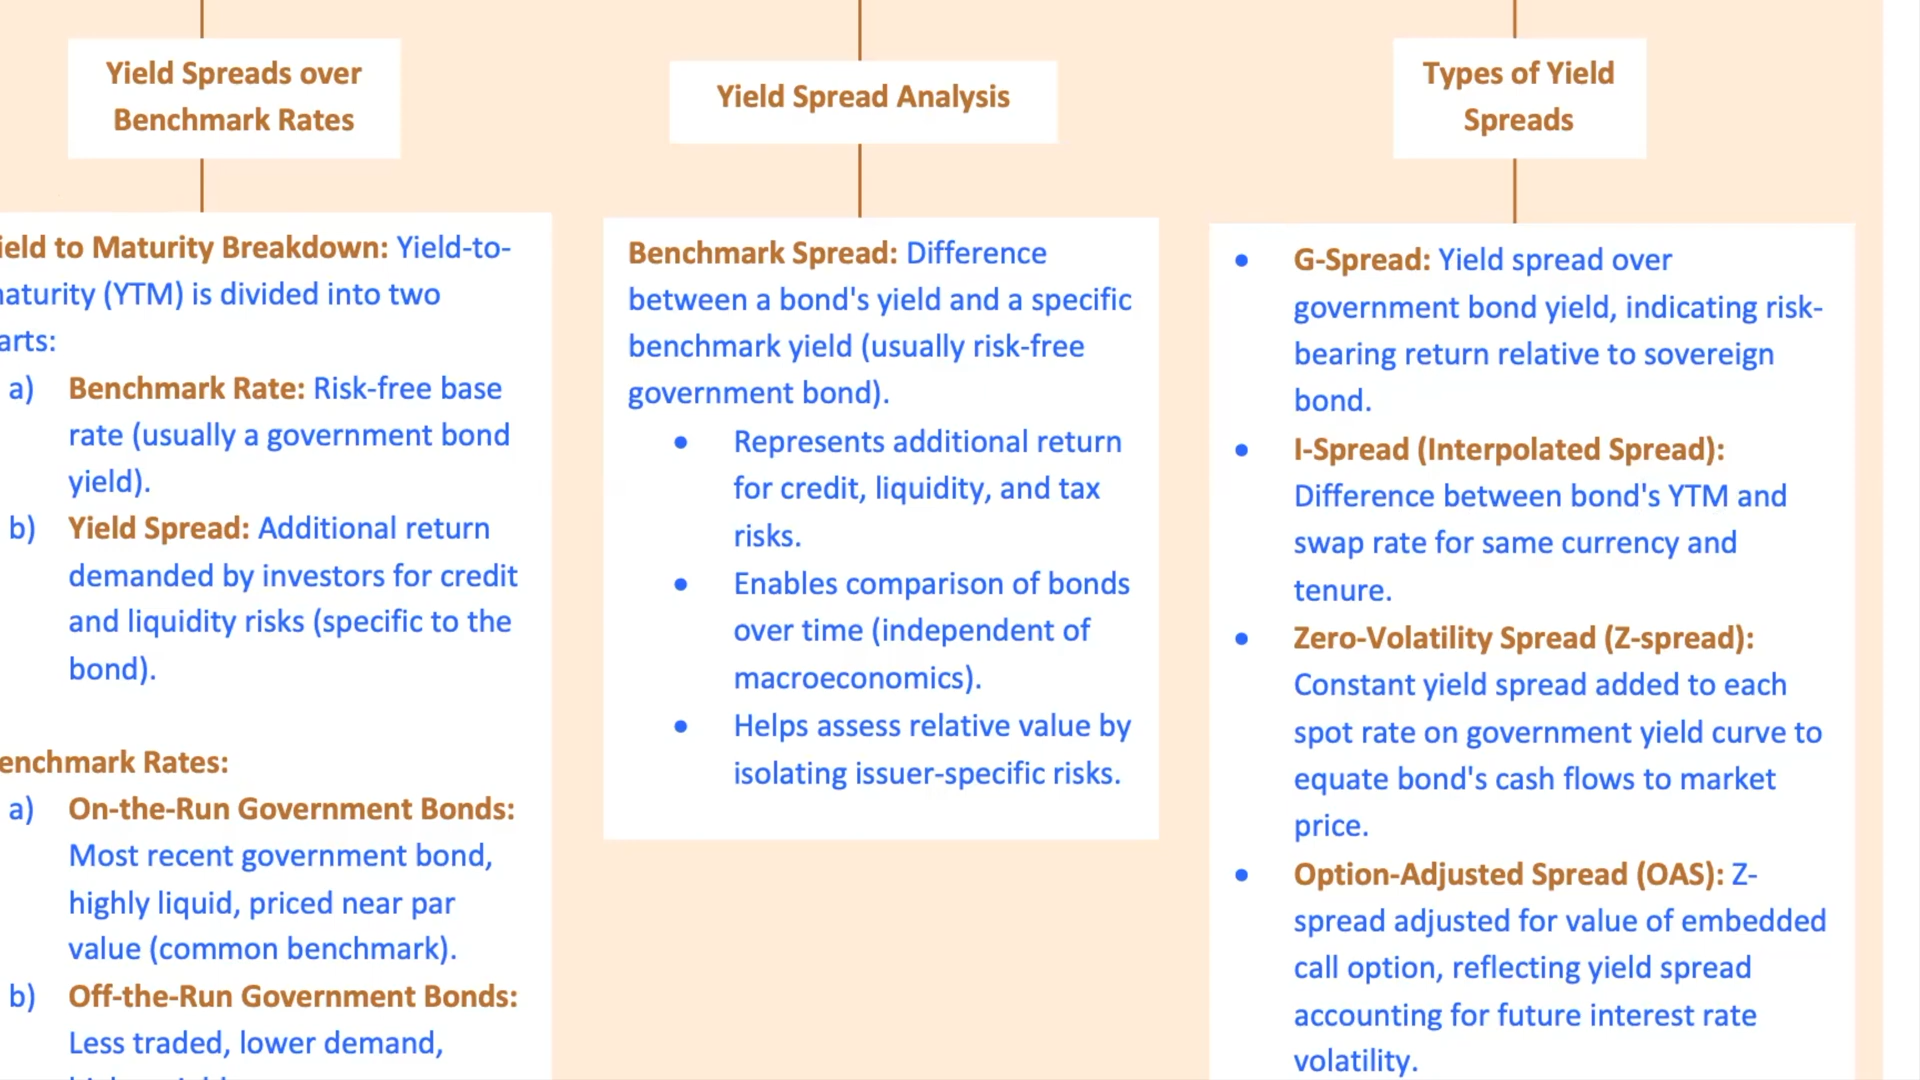 Yield Spreads over
Benchmark Rates
ield to Maturity Breakdown: Yield-to-
aturity (YTM) is divided into two
arts:
a) Benchmark Rate: Risk-free base
rate (usually a government bond
yield).
b) Yield Spread: Additional return
demanded by investors for credit
and liquidity risks (specific to the
bond).
enchmark Rates:
a) On-the-Run Government Bonds:
Most recent government bond,
highly liquid, priced near par
value (common benchmark).
b) Off-the-Run Government Bonds:
Less traded, lower demand,
Yield Spread Analysis
Benchmark Spread: Difference
between a bond's yield and a specific
benchmark yield (usually risk-free
government bond).
• Represents additional return
for credit, liquidity, and tax
risks.
• Enables comparison of bonds
over time (independent of
macroeconomics).
• Helps assess relative value by
isolating issuer-specific risks.
Types of Yield
Spreads
• G-Spread: Yield spread over
government bond yield, indicating risk-
bearing return relative to sovereign
bond.
• I-Spread (Interpolated Spread):
Difference between bond's YTM and
swap rate for same currency and
tenure.
• Zero-Volatility Spread (Z-spread):
Constant yield spread added to each
spot rate on government yield curve to
equate bond's cash flows to market
price.
• Option-Adjusted Spread (OAS): Z-
spread adjusted for value of embedded
call option, reflecting yield spread
accounting for future interest rate
volatility.